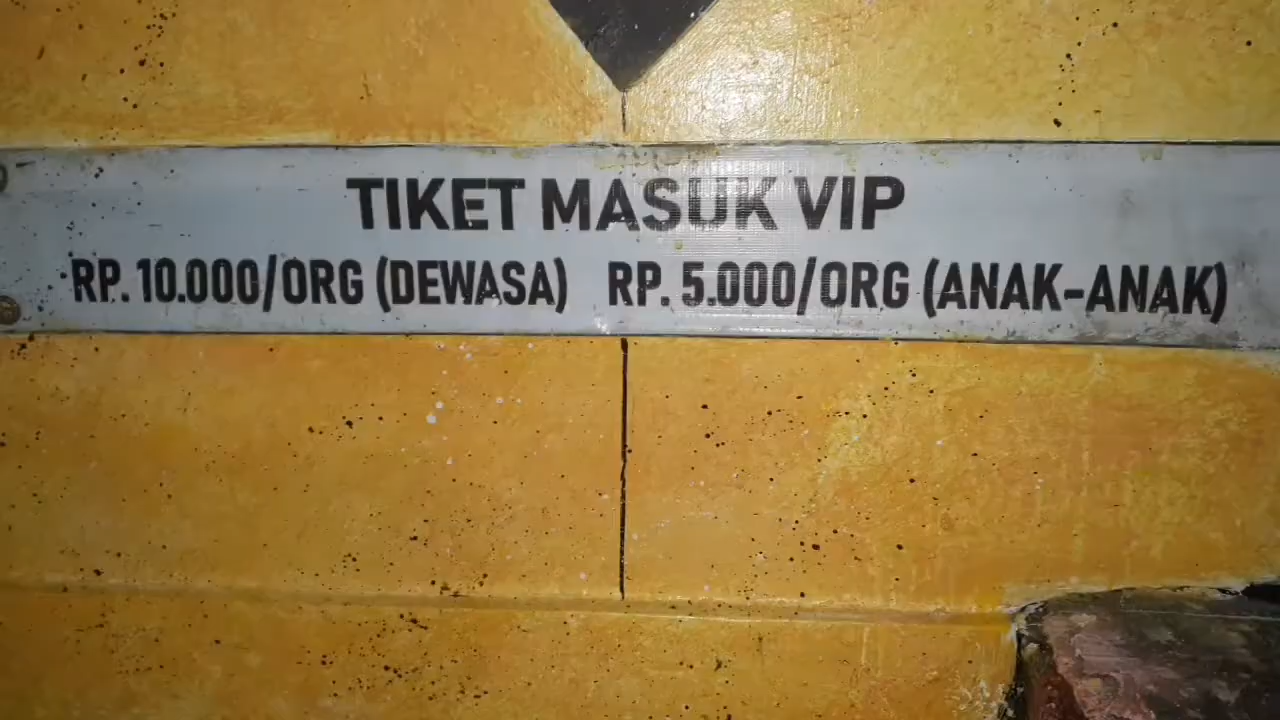 TIKET MASUK VIP
RP. 10.000/ORG (DEWASA) RP. 5.000/ORG (ANAK-ANAK)